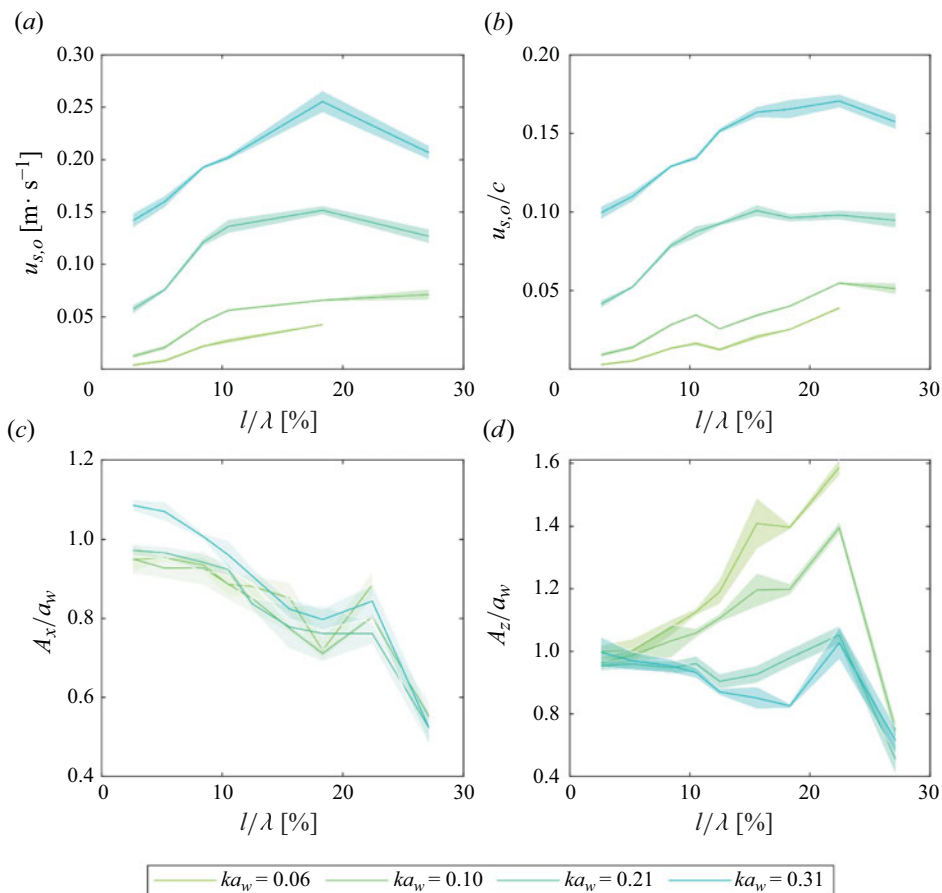 (a) (b)
0.30
0.25
0.20
0.15
0.10
0.05
0 10 20 30
u_{s,o} [m· s⁻¹]
l/λ [%]
0.20
0.15
0.10
0.05
0 10 20 30
u_{s,o}/c
l/λ [%]
(c) (d)
1.2
1.0
0.8
0.6
0.4
0 10 20 30
A_x/a_w
l/λ [%]
1.6
1.4
1.2
1.0
0.8
0.6
0.4
0 10 20 30
A_z/a_w
l/λ [%]
ka_w = 0.06 ka_w = 0.10 ka_w = 0.21 ka_w = 0.31